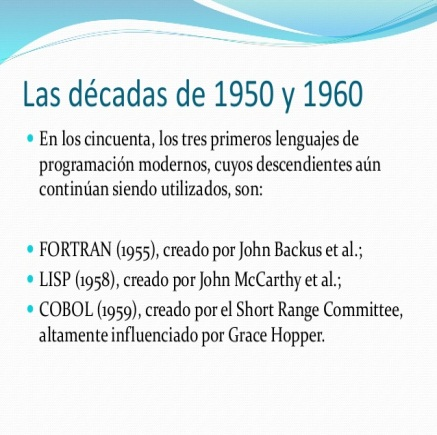 Las décadas de 1950 y 1960
• En los cincuenta, los tres primeros lenguajes de
programación modernos, cuyos descendientes aún
continúan siendo utilizados, son:
• FORTRAN (1955), creado por John Backus et al.;
• LISP (1958), creado por John McCarthy et al.;
• COBOL (1959), creado por el Short Range Committee,
altamente influenciado por Grace Hopper.